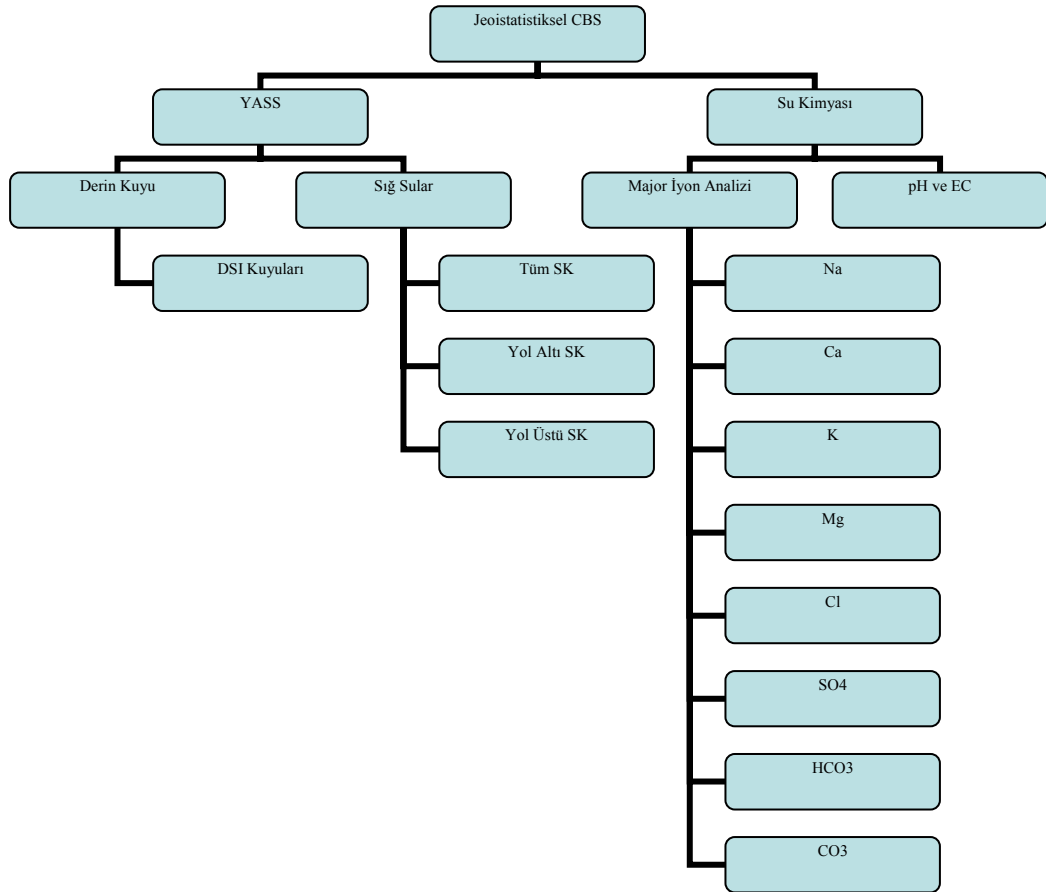 Jeoistatistiksel CBS
YASS
Su Kimyası
Derin Kuyu
Sığ Sular
Major İyon Analizi
pH ve EC
DSI Kuyuları
Tüm SK
Na
Yol Altı SK
Ca
Yol Üstü SK
K
Mg
Cl
SO4
HCO3
CO3